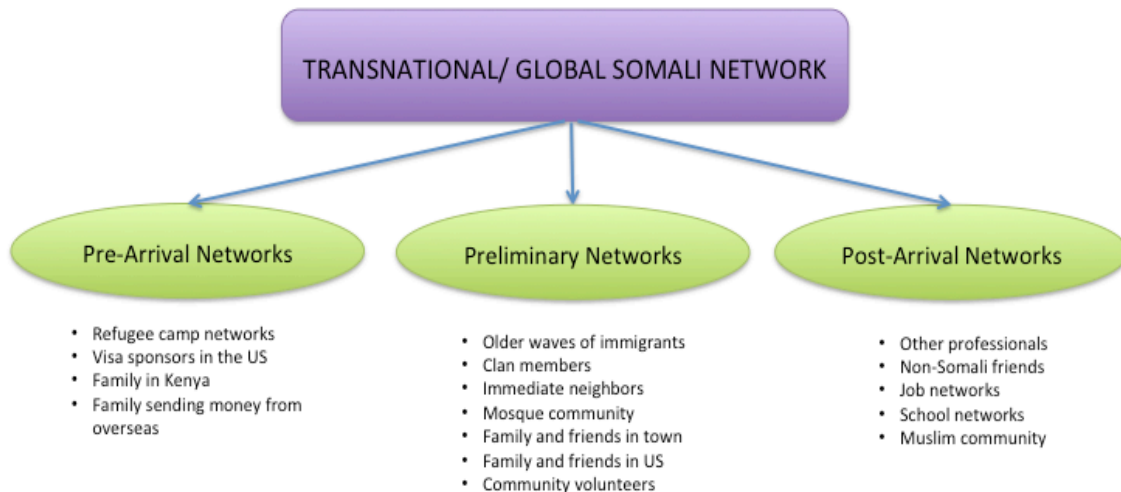 TRANSNATIONAL/ GLOBAL SOMALI NETWORK
Pre-Arrival Networks
• Refugee camp networks
• Visa sponsors in the US
• Family in Kenya
• Family sending money from
overseas
Preliminary Networks
• Older waves of immigrants
• Clan members
• Immediate neighbors
• Mosque community
• Family and friends in town
• Family and friends in US
• Community volunteers
Post-Arrival Networks
• Other professionals
• Non-Somali friends
• Job networks
• School networks
• Muslim community